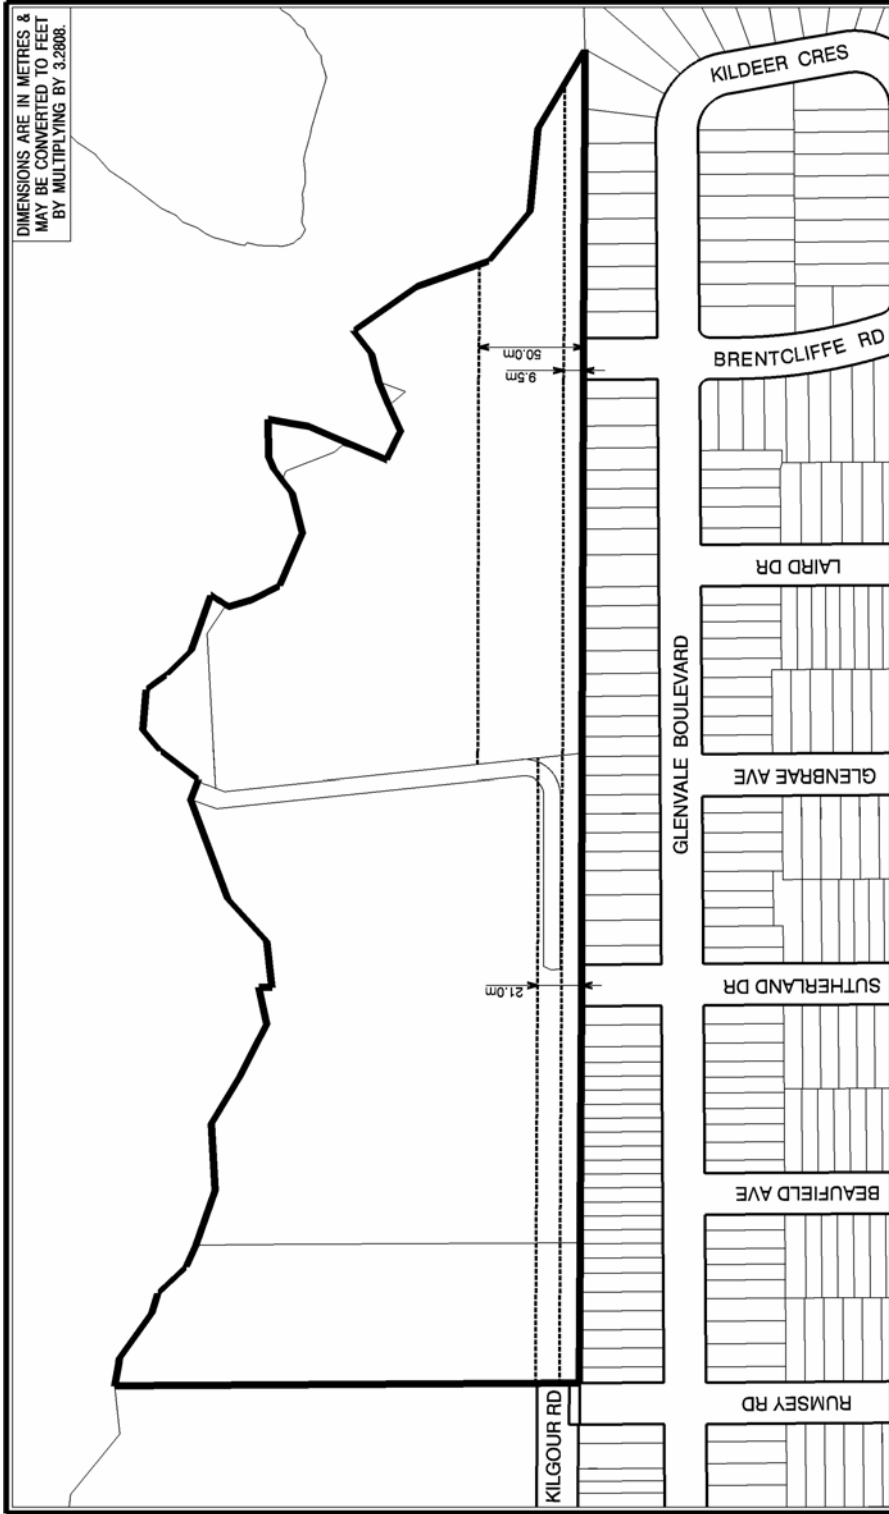 DIMENSIONS ARE IN METRES &
MAY BE CONVERTED TO FEET
BY MULTIPLYING BY 3.2808.
KILDEER CRES
50.0m
9.5m
BRENTCLIFFE RD
LAIRD DR
GLENVALE BOULEVARD
GLENBRAE AVE
21.0m
SUTHERLAND DR
BEAUFIELD AVE
KILGOUR RD
RUMSEY RD